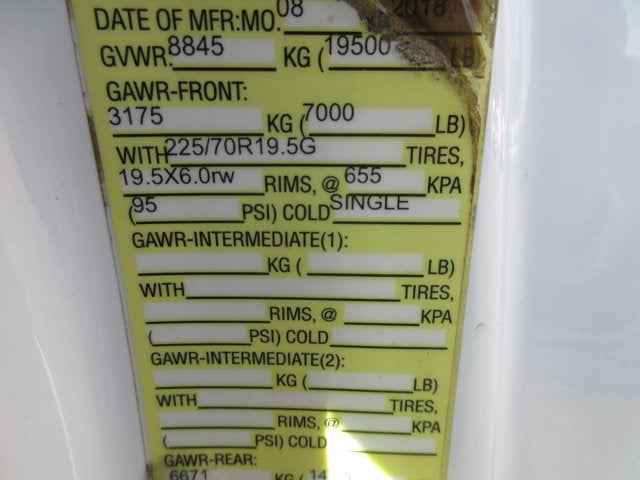 DATE OF MFR:MO. 08 2018
GVWR. 8845 KG ( 19500 LB
GAWR-FRONT:
3175 KG ( 7000 LB)
WITH 225/70R19.5G TIRES,
19.5X6.0rw RIMS, @ 655 KPA
( 95 PSI) COLD SINGLE
GAWR-INTERMEDIATE(1):
KG ( LB)
WITH TIRES,
RIMS, @ KPA
( PSI) COLD
GAWR-INTERMEDIATE(2):
KG ( LB)
WITH TIRES,
RIMS, @ KPA
( PSI) COLD
GAWR-REAR:
6671 KG (